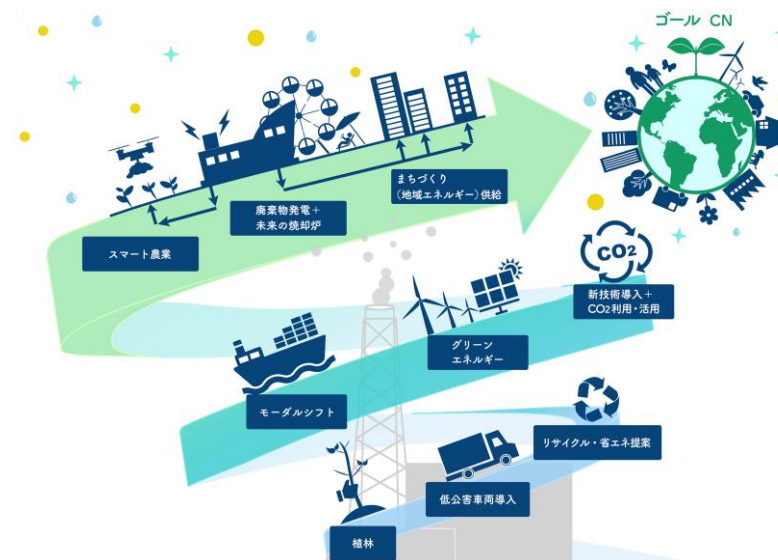 ゴール CN
まちづくり
(地域エネルギー)供給
廃棄物発電+
未来の焼却炉
スマート農業
CO2
新技術導入+
CO2利用・活用
グリーン
エネルギー
モーダルシフト
リサイクル・省エネ提案
低公害車両導入
植林